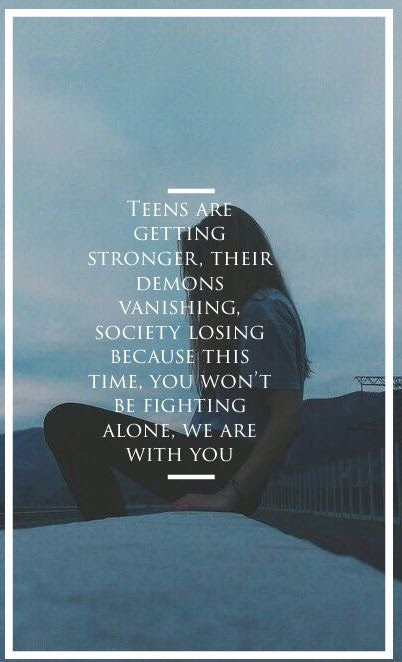 Teens are
getting
stronger, their
demons
vanishing,
society losing
because this
time, you won't
be fighting
alone, we are
with you